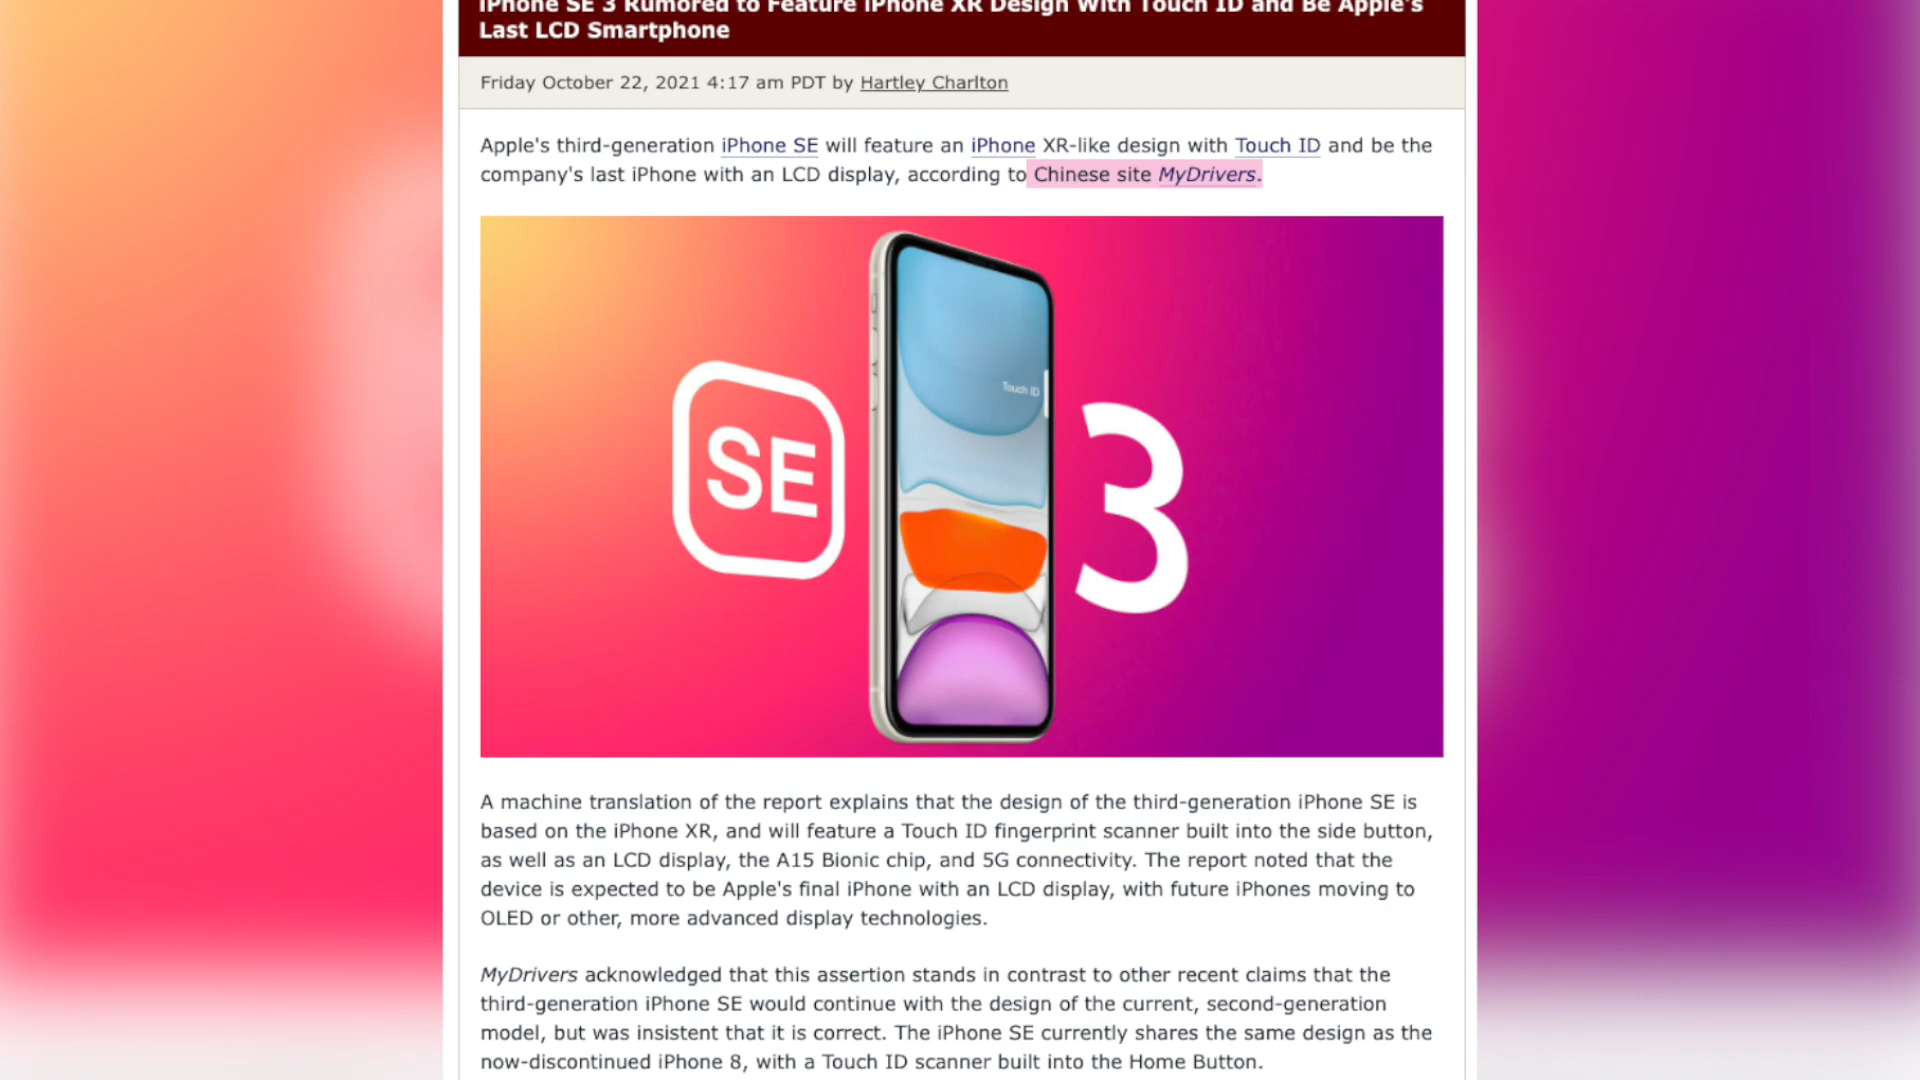 iPhone SE 3 Rumored to Feature iPhone XR Design With Touch ID and Be Apple's
Last LCD Smartphone
Friday October 22, 2021 4:17 am PDT by Hartley Charlton
Apple's third-generation iPhone SE will feature an iPhone XR-like design with Touch ID and be the
company's last iPhone with an LCD display, according to Chinese site MyDrivers.
Touch ID
SE
3
A machine translation of the report explains that the design of the third-generation iPhone SE is
based on the iPhone XR, and will feature a Touch ID fingerprint scanner built into the side button,
as well as an LCD display, the A15 Bionic chip, and 5G connectivity. The report noted that the
device is expected to be Apple's final iPhone with an LCD display, with future iPhones moving to
OLED or other, more advanced display technologies.
MyDrivers acknowledged that this assertion stands in contrast to other recent claims that the
third-generation iPhone SE would continue with the design of the current, second-generation
model, but was insistent that it is correct. The iPhone SE currently shares the same design as the
now-discontinued iPhone 8, with a Touch ID scanner built into the Home Button.